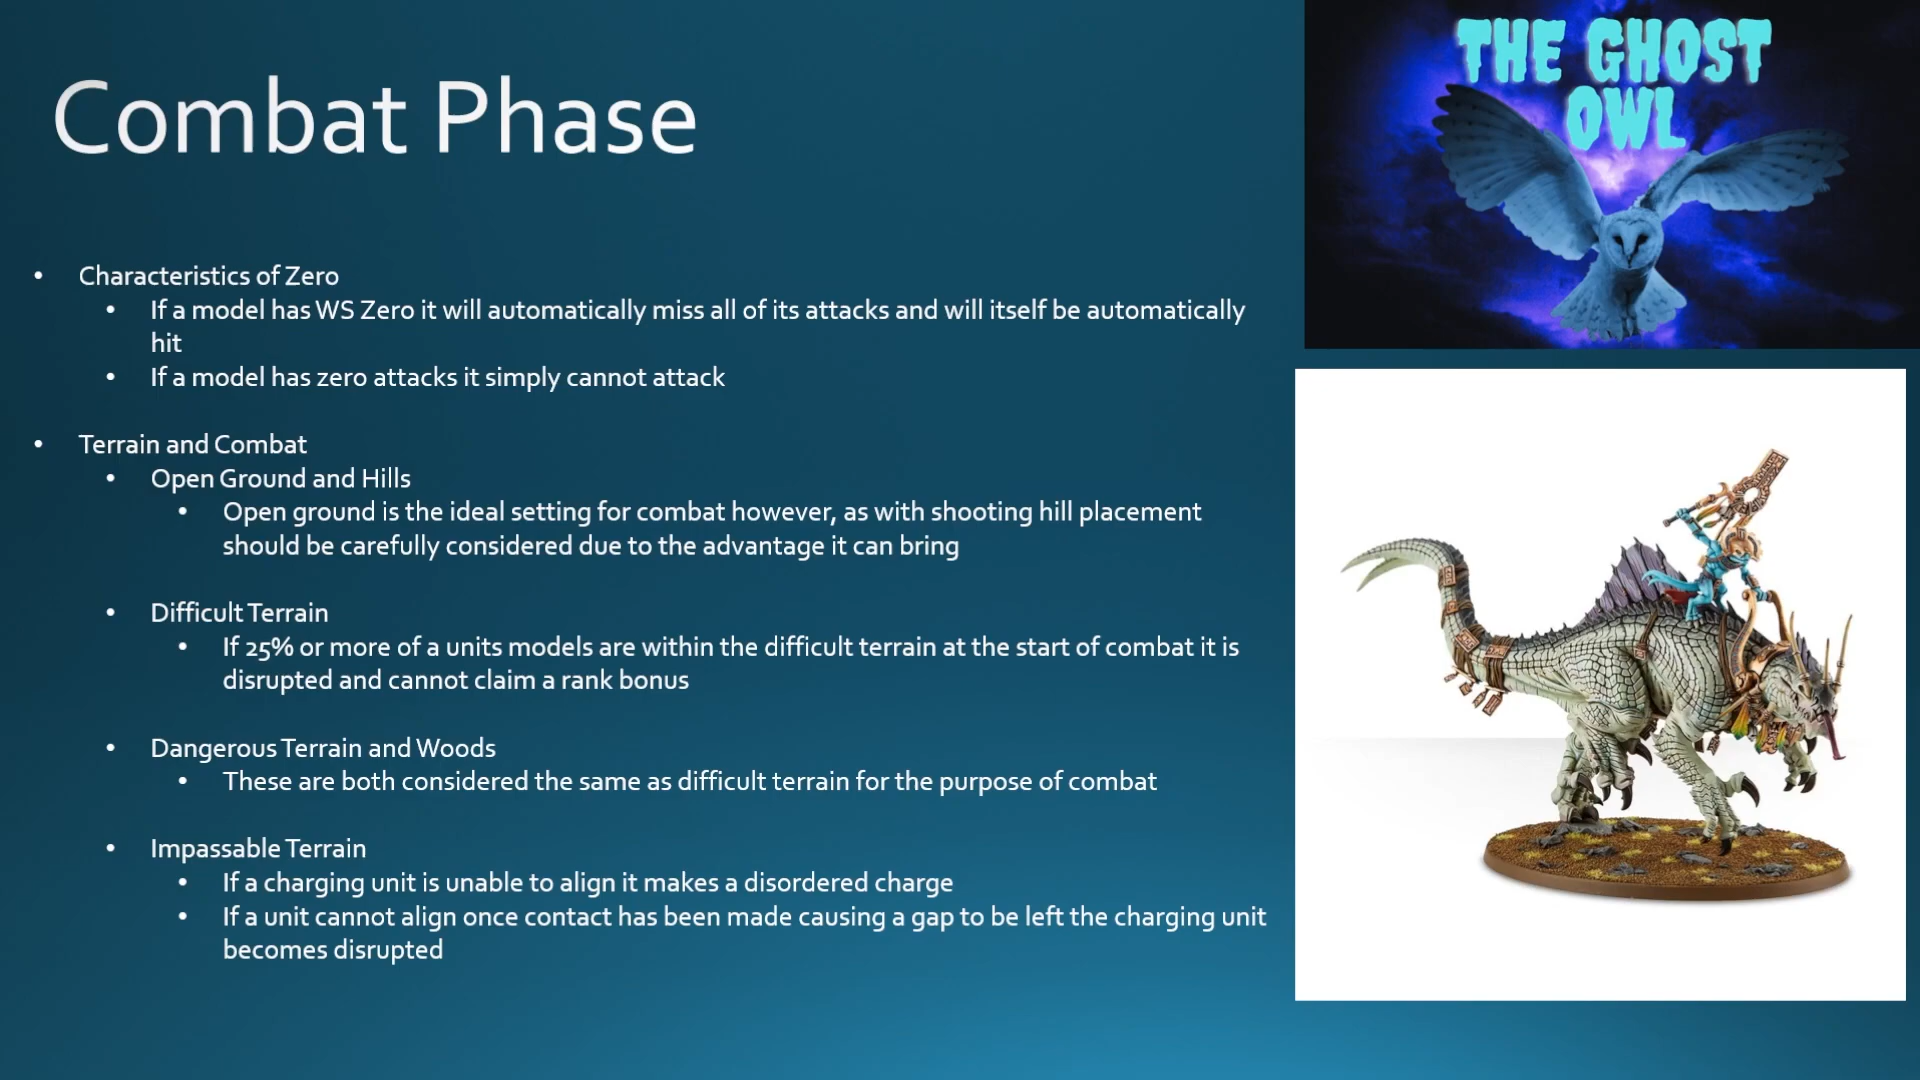 THE GHOST
OWL
Combat Phase
• Characteristics of Zero
• If a model has WS Zero it will automatically miss all of its attacks and will itself be automatically
hit
• If a model has zero attacks it simply cannot attack
• Terrain and Combat
• Open Ground and Hills
• Open ground is the ideal setting for combat however, as with shooting hill placement
should be carefully considered due to the advantage it can bring
• Difficult Terrain
• If 25% or more of a units models are within the difficult terrain at the start of combat it is
disrupted and cannot claim a rank bonus
• Dangerous Terrain and Woods
• These are both considered the same as difficult terrain for the purpose of combat
• Impassable Terrain
• If a charging unit is unable to align it makes a disordered charge
• If a unit cannot align once contact has been made causing a gap to be left the charging unit
becomes disrupted